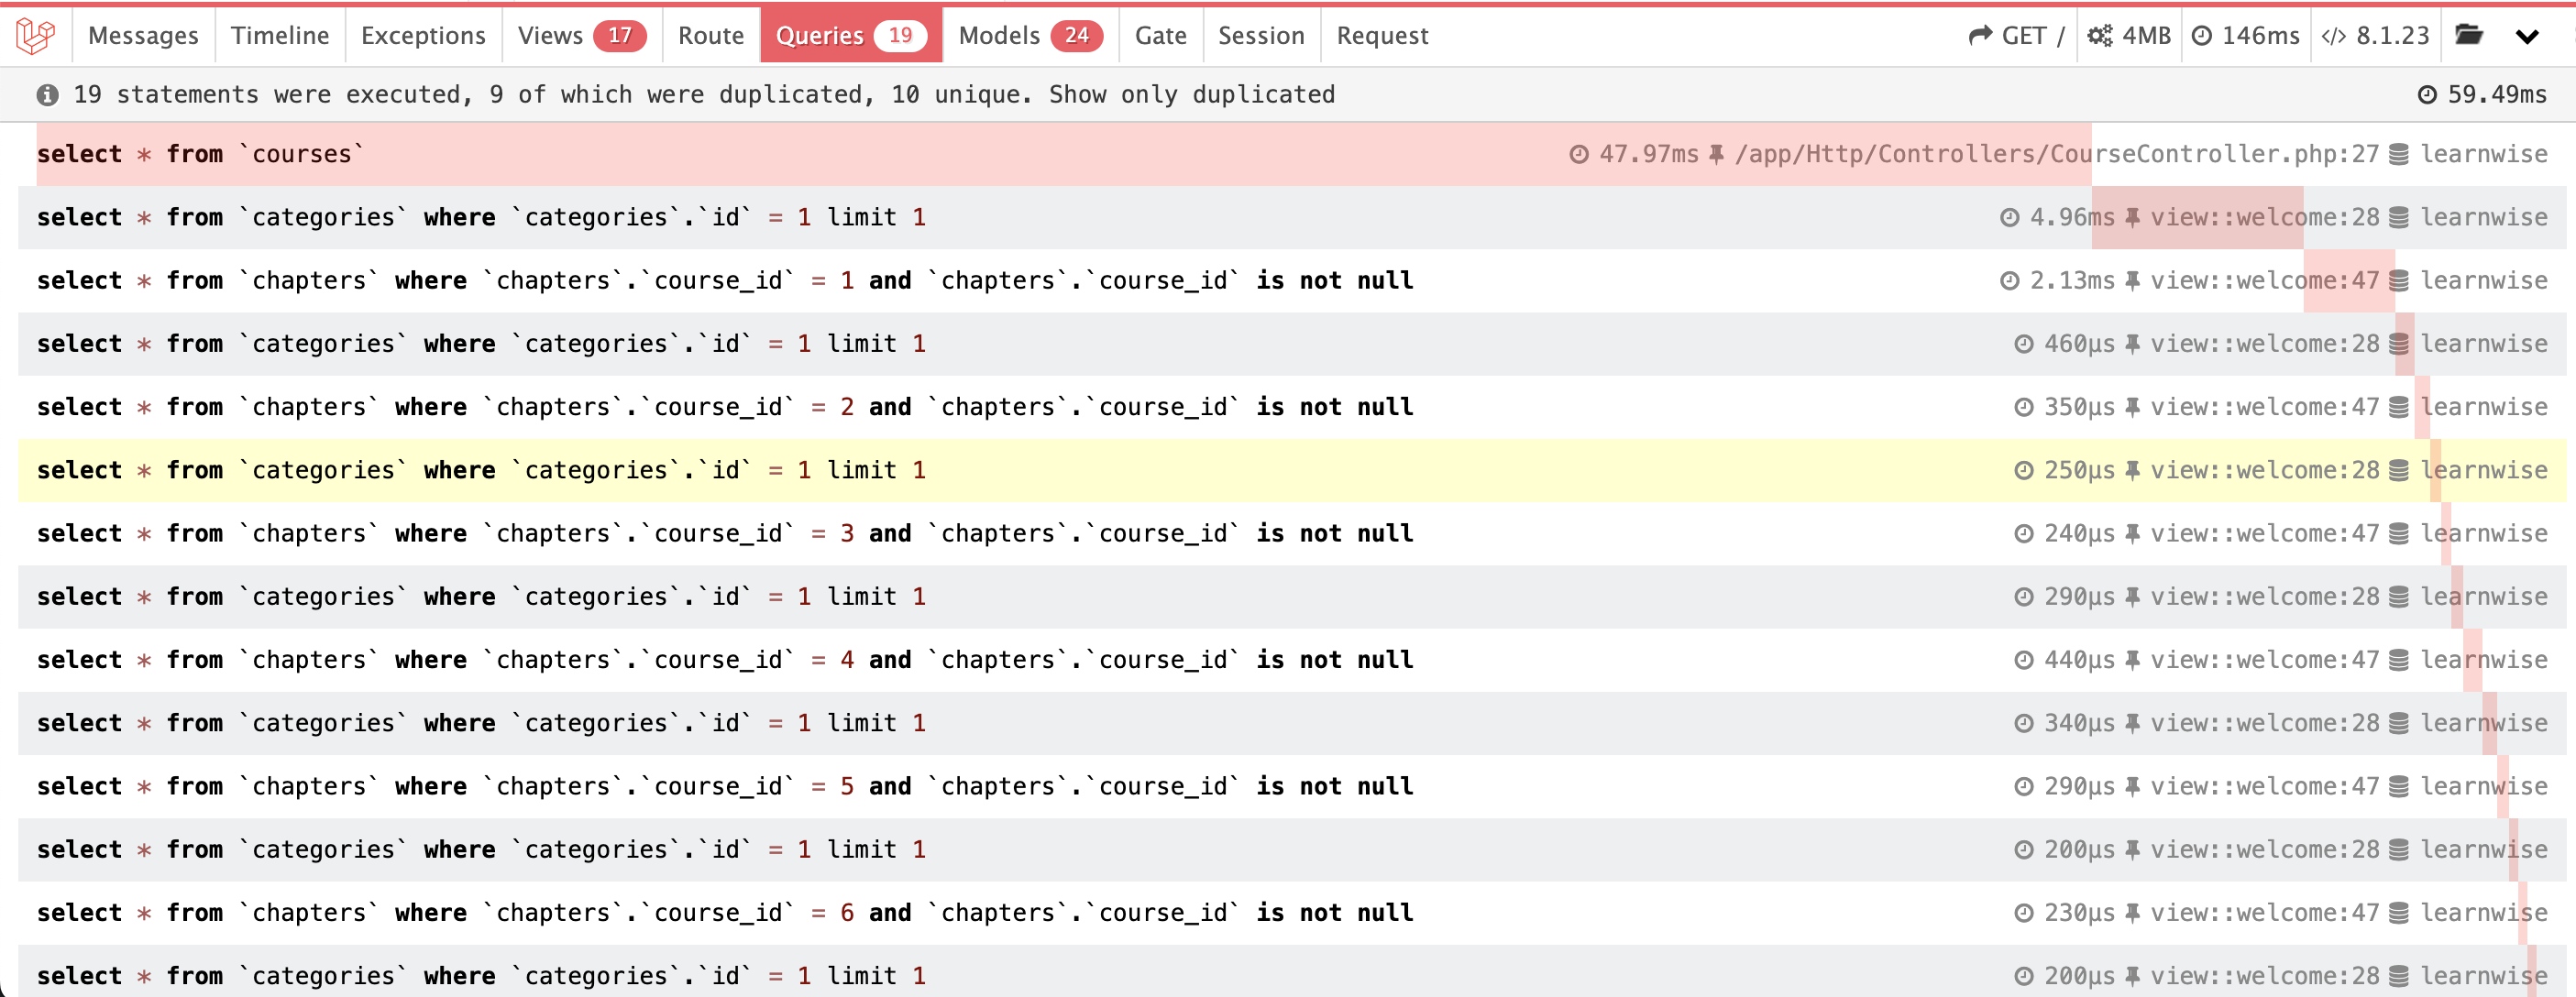 Messages Timeline Exceptions Views 17 Route Queries 19 Models 24 Gate Session Request GET / 4MB 146ms 8.1.23
19 statements were executed, 9 of which were duplicated, 10 unique. Show only duplicated 59.49ms
select * from `courses` 47.97ms /app/Http/Controllers/CourseController.php:27 learnwise
select * from `categories` where `categories`.`id` = 1 limit 1 4.96ms view::welcome:28 learnwise
select * from `chapters` where `chapters`.`course_id` = 1 and `chapters`.`course_id` is not null 2.13ms view::welcome:47 learnwise
select * from `categories` where `categories`.`id` = 1 limit 1 460μs view::welcome:28 learnwise
select * from `chapters` where `chapters`.`course_id` = 2 and `chapters`.`course_id` is not null 350μs view::welcome:47 learnwise
select * from `categories` where `categories`.`id` = 1 limit 1 250μs view::welcome:28 learnwise
select * from `chapters` where `chapters`.`course_id` = 3 and `chapters`.`course_id` is not null 240μs view::welcome:47 learnwise
select * from `categories` where `categories`.`id` = 1 limit 1 290μs view::welcome:28 learnwise
select * from `chapters` where `chapters`.`course_id` = 4 and `chapters`.`course_id` is not null 440μs view::welcome:47 learnwise
select * from `categories` where `categories`.`id` = 1 limit 1 340μs view::welcome:28 learnwise
select * from `chapters` where `chapters`.`course_id` = 5 and `chapters`.`course_id` is not null 290μs view::welcome:47 learnwise
select * from `categories` where `categories`.`id` = 1 limit 1 200μs view::welcome:28 learnwise
select * from `chapters` where `chapters`.`course_id` = 6 and `chapters`.`course_id` is not null 230μs view::welcome:47 learnwise
select * from `categories` where `categories`.`id` = 1 limit 1 200μs view::welcome:28 learnwise